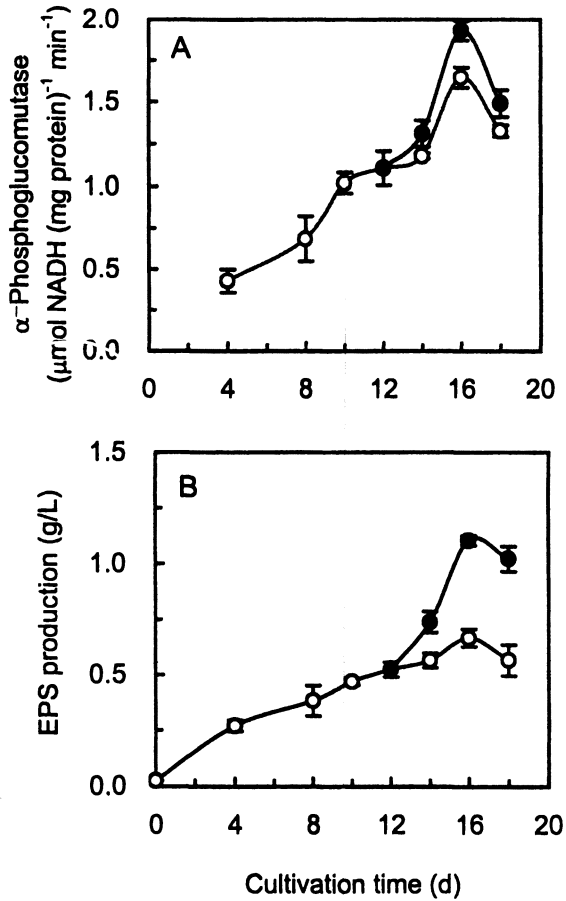 A
α-Phosphoglucomutase
(μmol NADH (mg protein)⁻¹ min⁻¹)
2.0
1.5
1.0
0.5
0.0
0 4 8 12 16 20
B
EPS production (g/L)
1.5
1.0
0.5
0.0
0 4 8 12 16 20
Cultivation time (d)